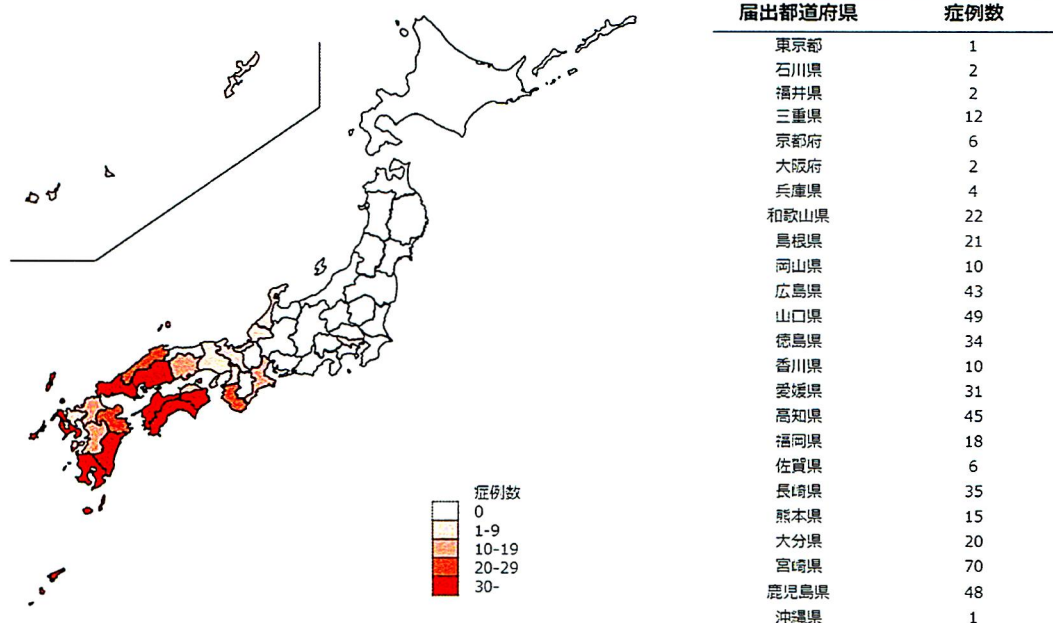 届出都道府県 症例数
東京都 1
石川県 2
福井県 2
三重県 12
京都府 6
大阪府 2
兵庫県 4
和歌山県 22
島根県 21
岡山県 10
広島県 43
山口県 49
徳島県 34
香川県 10
愛媛県 31
高知県 45
福岡県 18
佐賀県 6
長崎県 35
熊本県 15
大分県 20
宮崎県 70
鹿児島県 48
沖縄県 1
症例数
0
1-9
10-19
20-29
30-